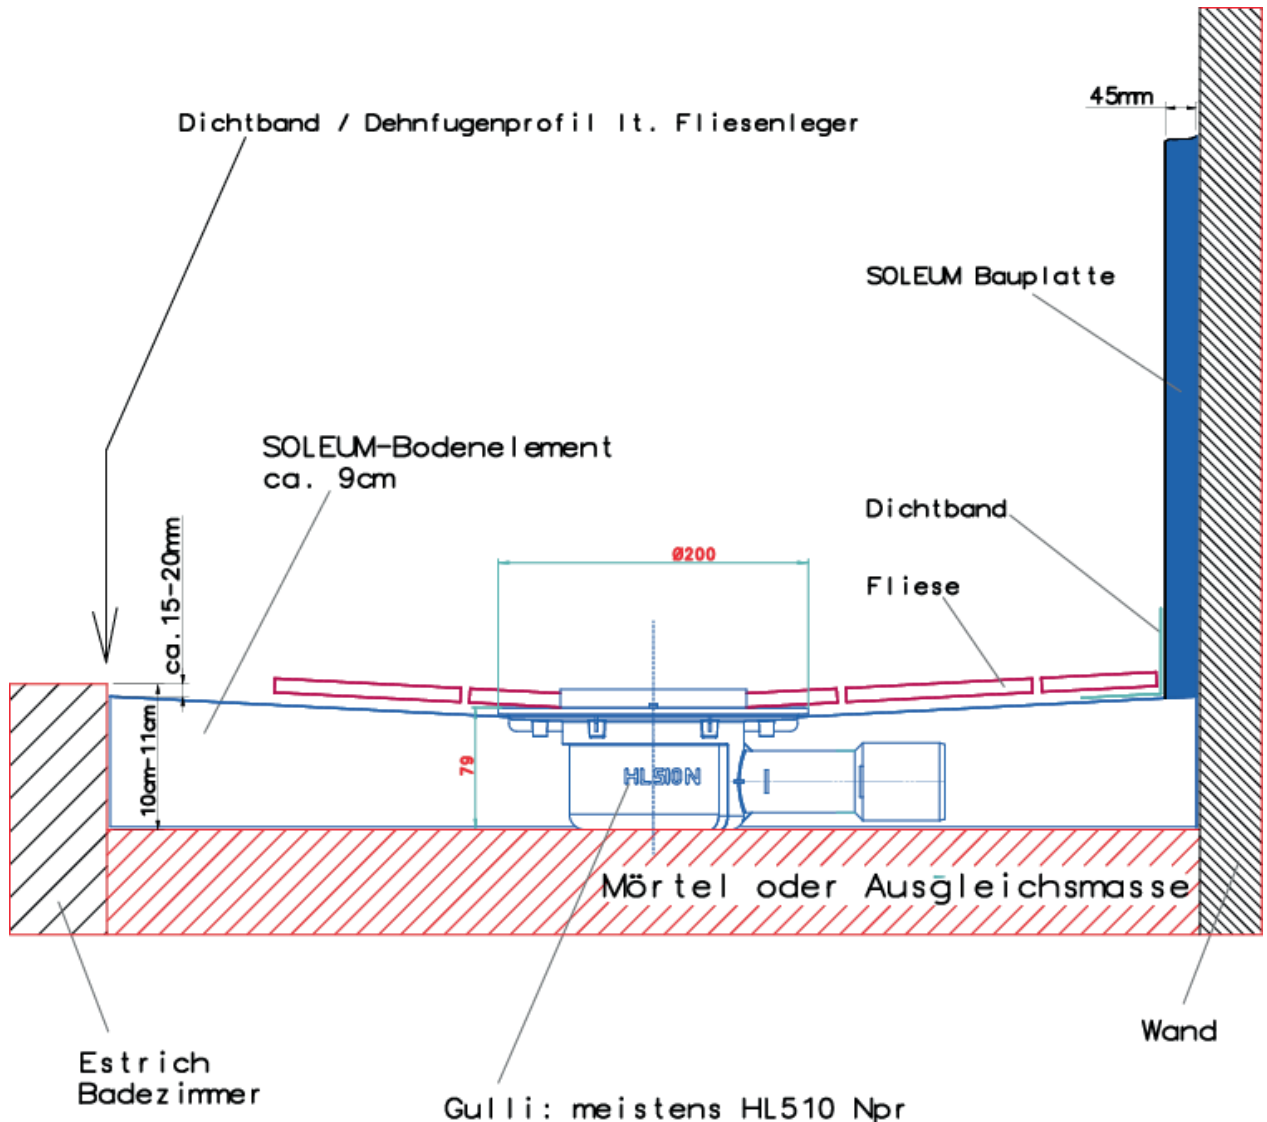 45mm
Dichtband / Dehnfugenprofil lt. Fliesenleger
SOLEUM Bauplatte
SOLEUM-Bodenelement
ca. 9cm
Dichtband
ca. 15-20mm
Ø200
Fliese
10cm-11cm
79
HL510N
Mörtel oder Ausgleichsmasse
Wand
Estrich
Badezimmer
Gulli: meistens HL510 Npr